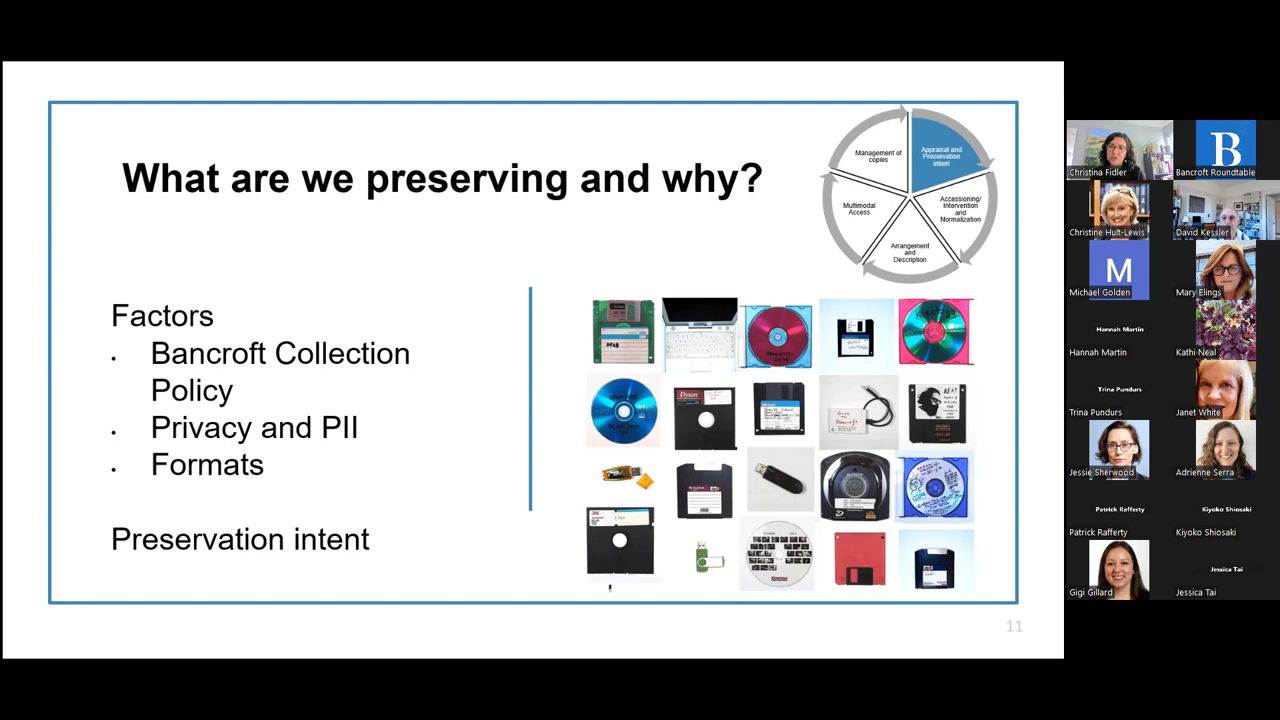 What are we preserving and why?
Management of
copies
Appraisal and
Preservation
intent
Multimodal
Access
Accessioning/
Intervention
and
Normalization
Arrangement
and
Description
Factors
• Bancroft Collection
Policy
• Privacy and PII
• Formats
Preservation intent
Dysan
SONY
BEAT
11
Christina Fidler
B
Bancroft Roundtable
Christine Hult-Lewis
David Kessler
M
Michael Golden
Mary Elings
Hannah Martin
Hannah Martin
Kathi Neal
Trina Pundurs
Trina Pundurs
Janet White
Jessie Sherwood
Adrienne Serra
Patrick Rafferty
Patrick Rafferty
Kiyoko Shiosaki
Kiyoko Shiosaki
Gigi Gillard
Jessica Tai
Jessica Tai